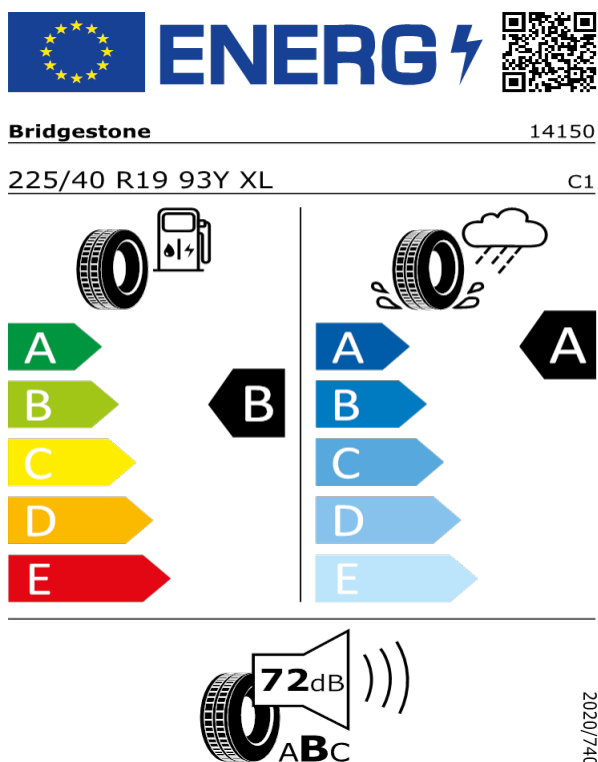 ENERG
Bridgestone 14150
225/40 R19 93Y XL C1
A A A
B B B
C C
D D
E E
72dB
ABC
2020/740